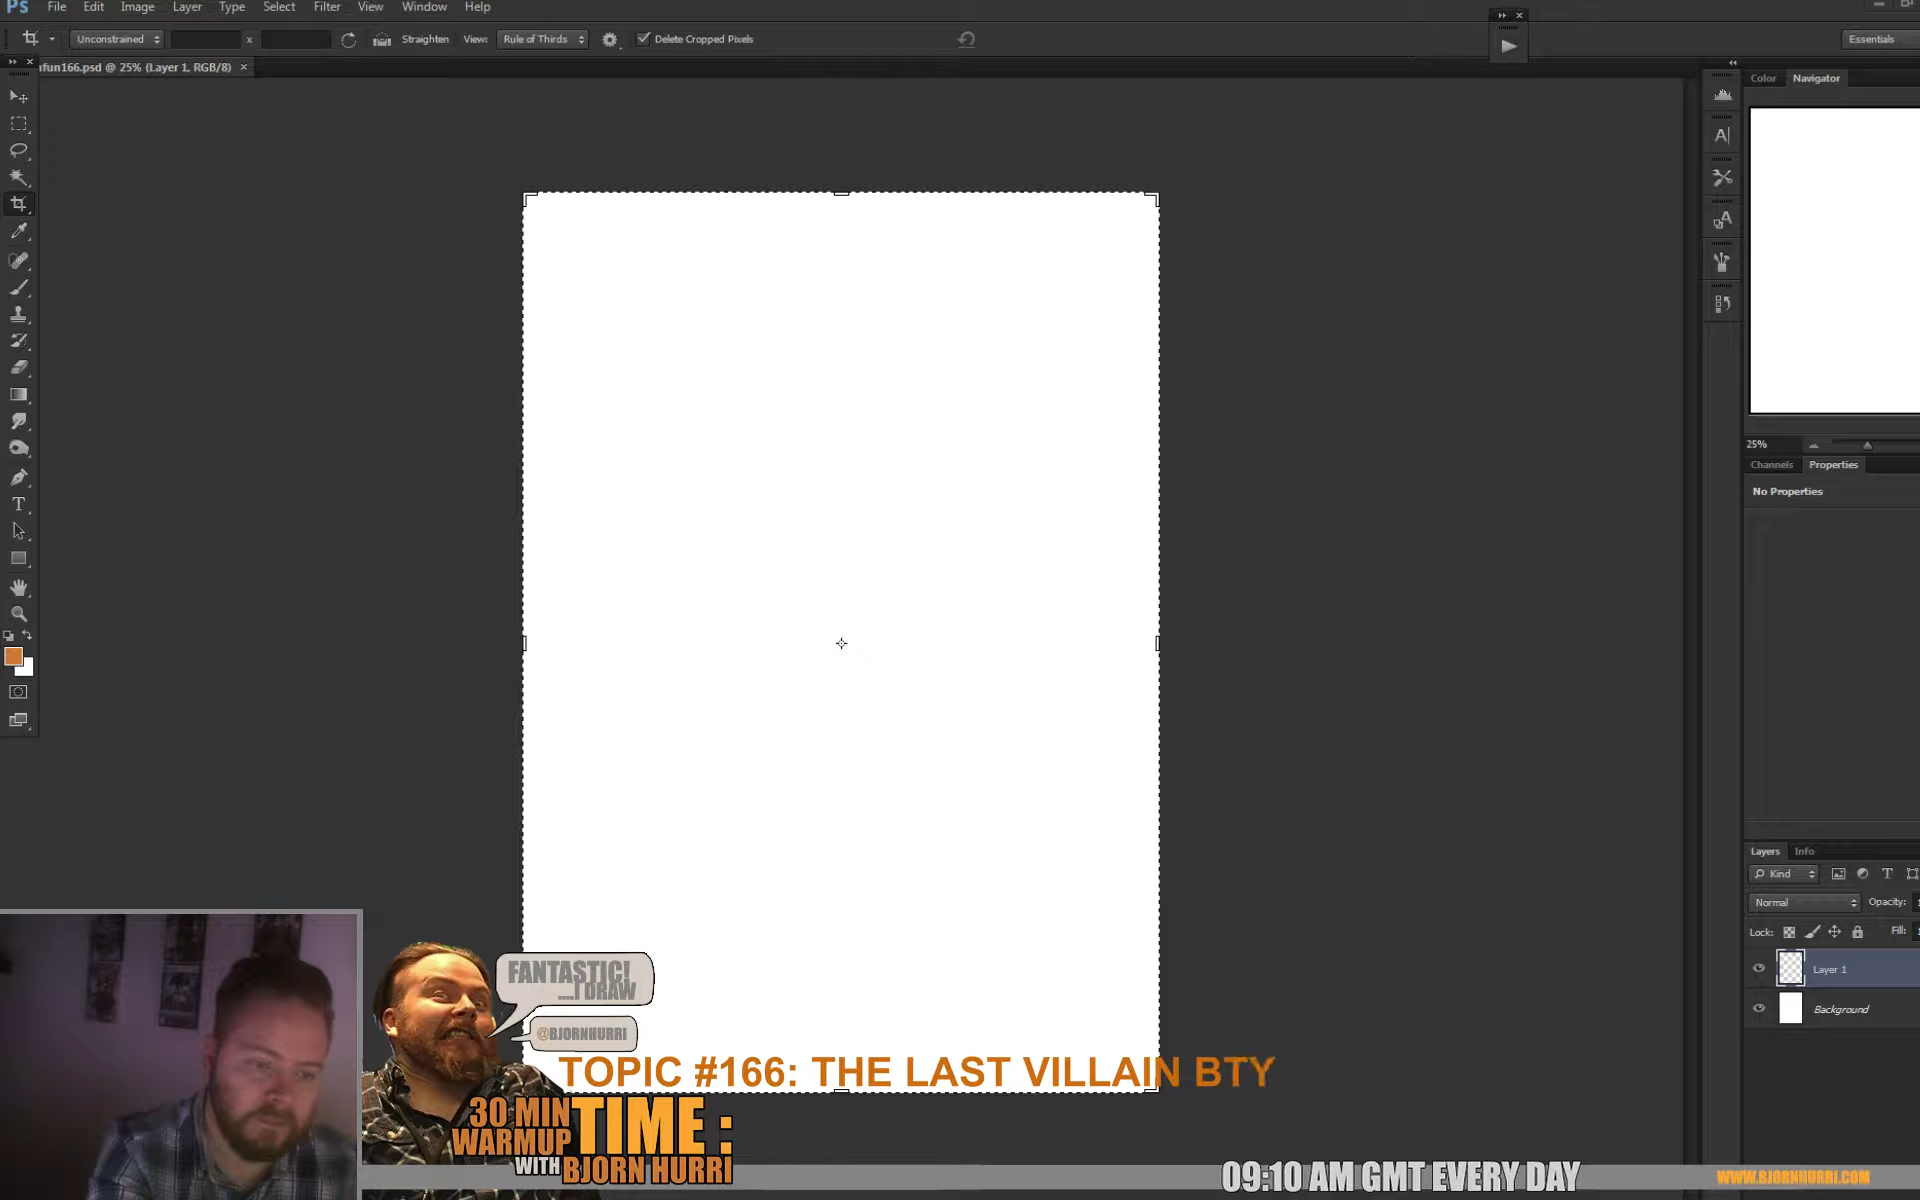 Ps File Edit Image Layer Type Select Filter View Window Help
Unconstrained x Straighten View: Rule of Thirds Delete Cropped Pixels Essentials
fun166.psd @ 25% (Layer 1, RGB/8) ×
Color Navigator
25%
Channels Properties
No Properties
Layers Info
Kind
Normal Opacity:
Lock: Fill:
Layer 1
Background
FANTASTIC!
....I DRAW
@BJORNHURRI
TOPIC #166: THE LAST VILLAIN BTY
30 MIN
WARMUP
TIME :
WITH BJORN HURRI
09:10 AM GMT EVERY DAY
WWW.BJORNHURRI.COM